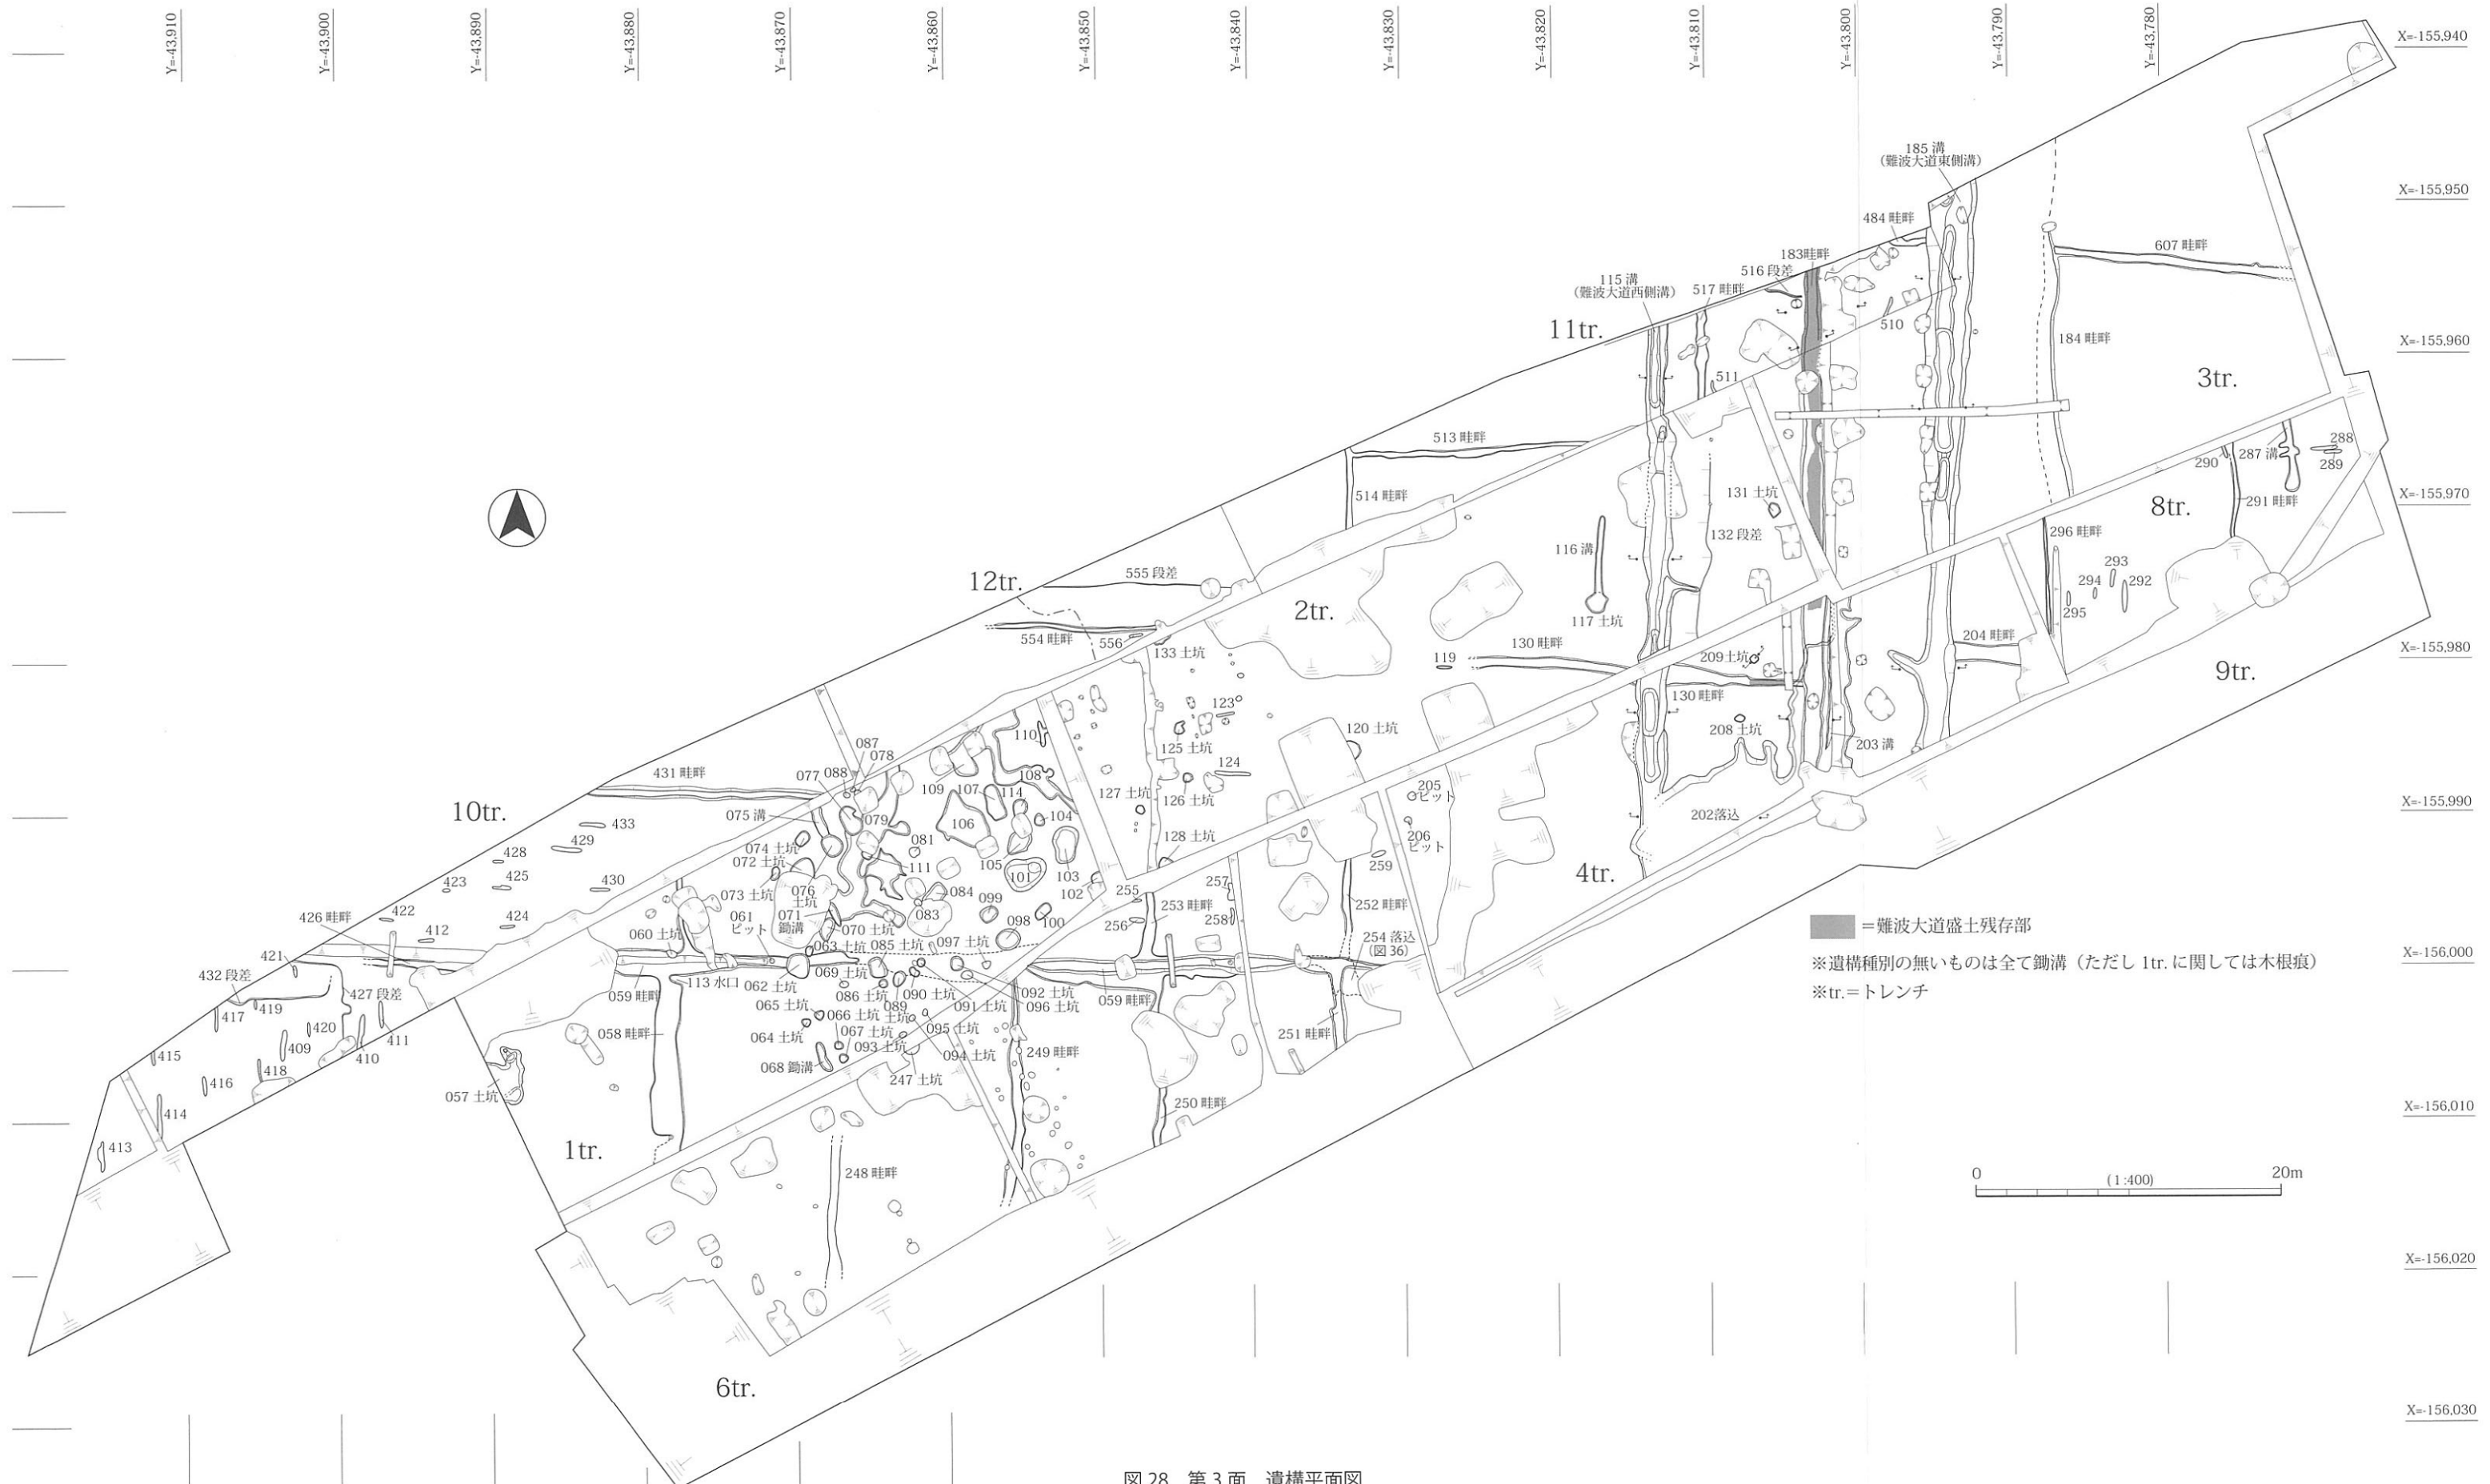 Y=-43,910
Y=-43,900
Y=-43,890
Y=-43,880
Y=-43,870
Y=-43,860
Y=-43,850
Y=-43,840
Y=-43,830
Y=-43,820
Y=-43,810
Y=-43,800
Y=-43,790
Y=-43,780
X=-155,940
X=-155,950
X=-155,960
X=-155,970
X=-155,980
X=-155,990
X=-156,000
X=-156,010
X=-156,020
X=-156,030
185 溝
(難波大道東側溝)
484 畦畔
183畦畔
516 段差
517 畦畔
115 溝
(難波大道西側溝)
11tr.
510
511
607 畦畔
184 畦畔
3tr.
513 畦畔
514 畦畔
131 土坑
132 段差
116 溝
117 土坑
290
287 溝
288
289
291 畦畔
8tr.
296 畦畔
293
294
292
295
204 畦畔
9tr.
12tr.
555 段差
554 畦畔
556
133 土坑
2tr.
119
130 畦畔
209土坑
130 畦畔
208 土坑
203 溝
202落込
123
125 土坑
120 土坑
124
126 土坑
127 土坑
128 土坑
205
ピット
206
ピット
259
4tr.
431 畦畔
10tr.
433
429
428
425
423
430
422
424
426 畦畔
412
421
432 段差
427 段差
419
417
420
409
411
410
415
418
416
414
413
087
078
088
077
110
108
109
107
114
104
106
075 溝
079
081
074 土坑
072 土坑
111
105
101
103
102
073 土坑
076
土坑
084
083
099
098
100
071
鋤溝
070 土坑
061
ピット
060 土坑
063 土坑
085 土坑
097 土坑
069 土坑
059 畦畔
113 水口
062 土坑
086 土坑
090 土坑
089
土坑
091 土坑
092 土坑
096 土坑
065 土坑
066 土坑
064 土坑
067 土坑
095 土坑
093 土坑
094 土坑
068 鋤溝
247 土坑
058 畦畔
057 土坑
1tr.
255
256
253 畦畔
257
258
252 畦畔
254 落込
(図 36)
059 畦畔
251 畦畔
249 畦畔
250 畦畔
248 畦畔
6tr.
=難波大道盛土残存部
※遺構種別の無いものは全て鋤溝(ただし 1tr. に関しては木根痕)
※tr.=トレンチ
0
(1:400)
20m
図 28 第 3 面 遺構平面図